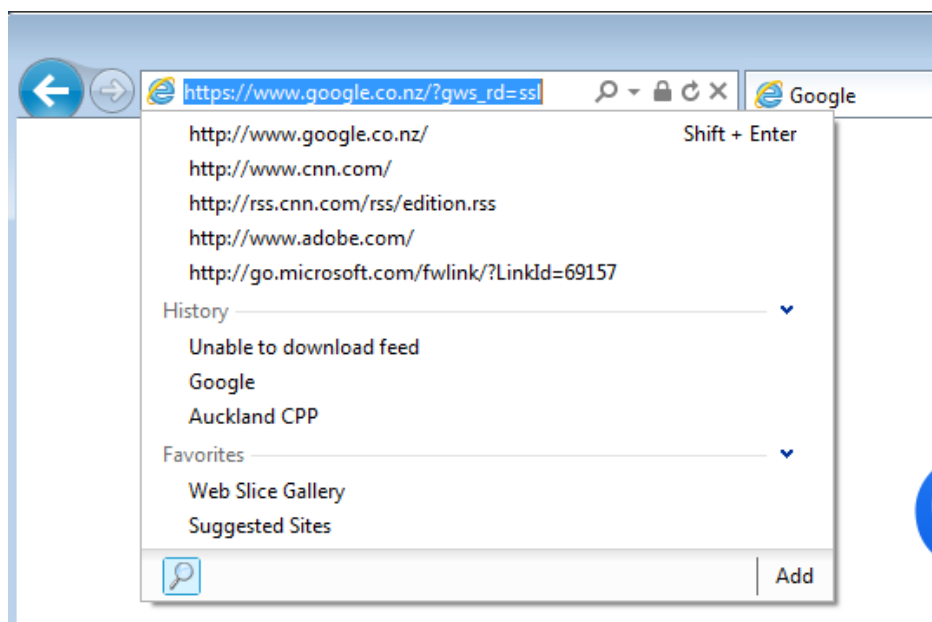 https://www.google.co.nz/?gws_rd=ssl
Google
http://www.google.co.nz/ Shift + Enter
http://www.cnn.com/
http://rss.cnn.com/rss/edition.rss
http://www.adobe.com/
http://go.microsoft.com/fwlink/?LinkId=69157
History
Unable to download feed
Google
Auckland CPP
Favorites
Web Slice Gallery
Suggested Sites
Add